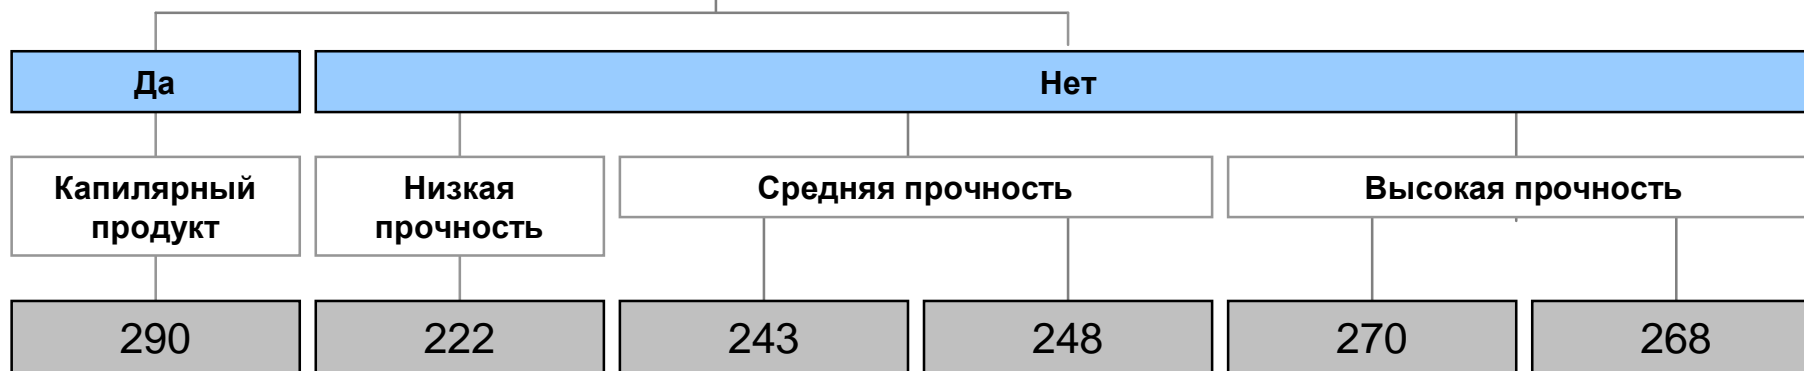 Да
Нет
Капилярный
продукт
Низкая
прочность
Средняя прочность
Высокая прочность
290
222
243
248
270
268